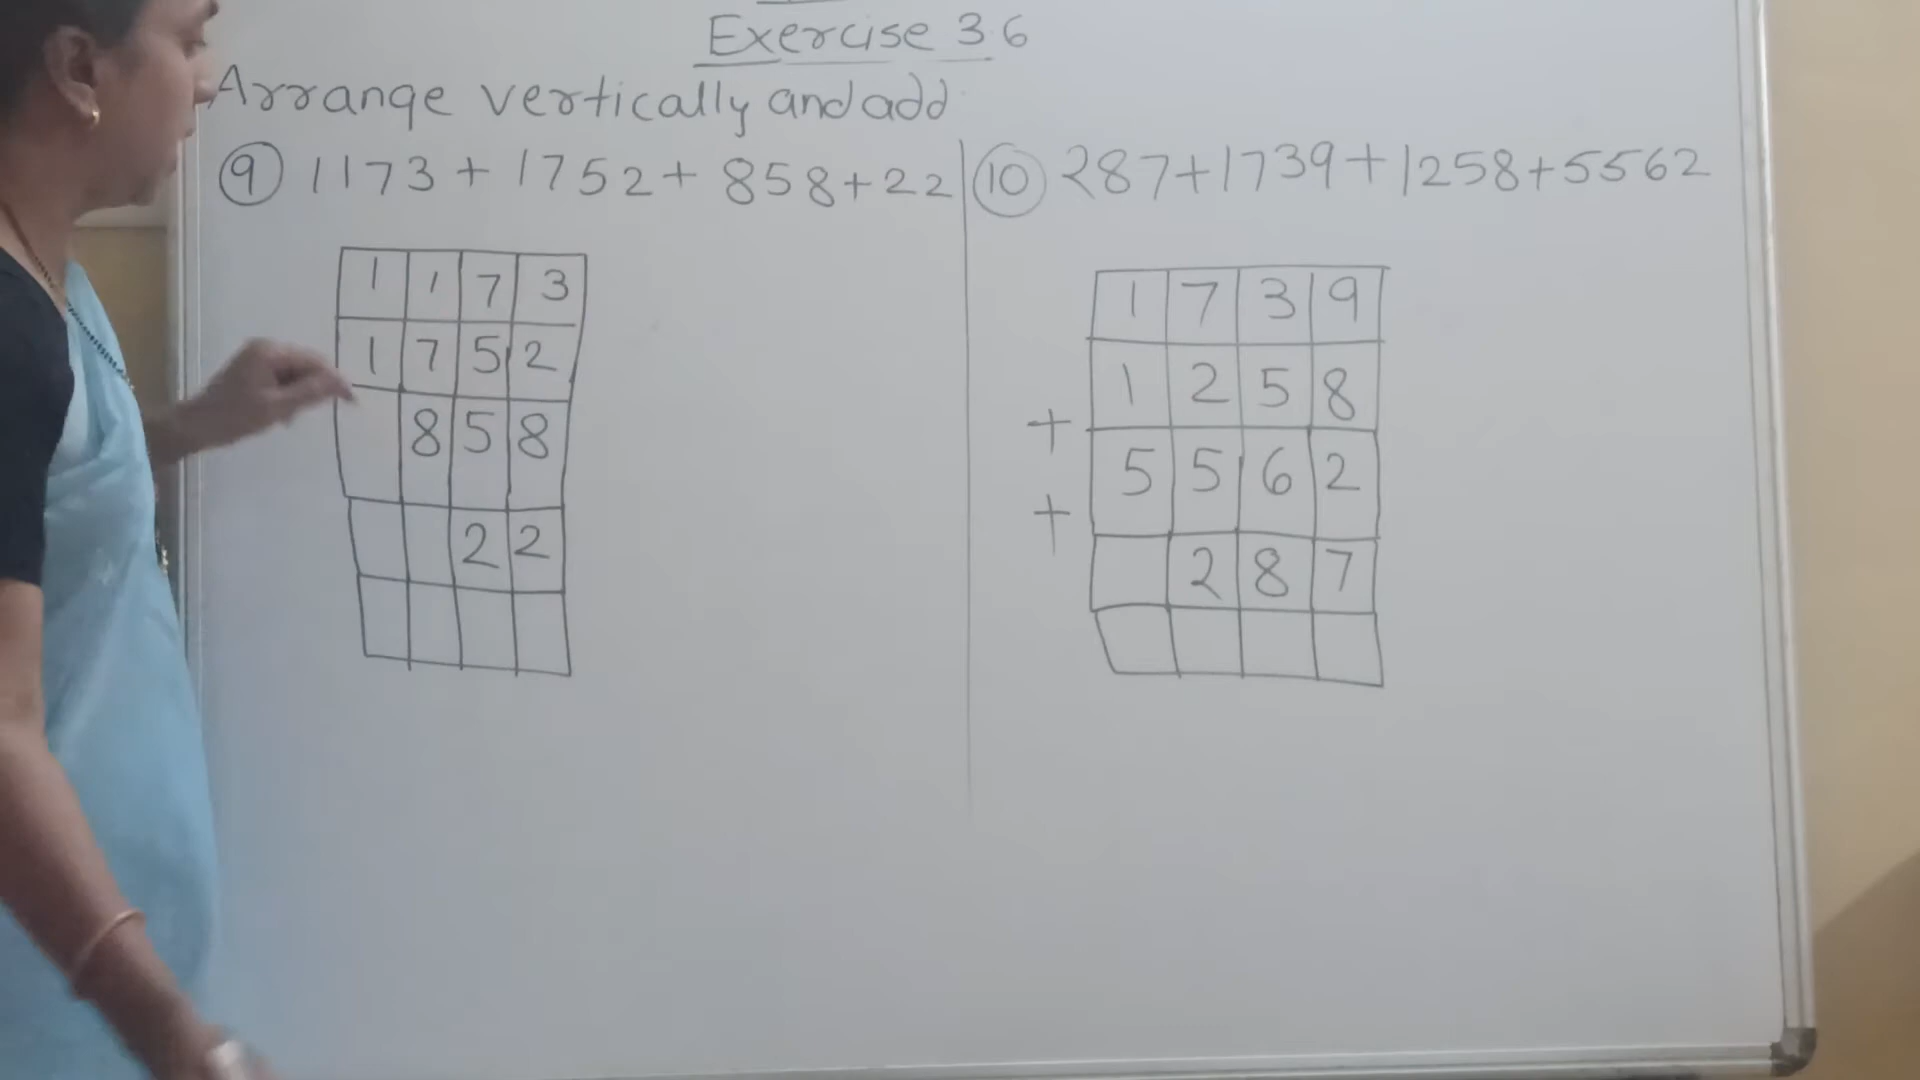 Exercise 3.6
Arrange vertically and add
⑨ 1173 + 1752 + 858 + 22
1 1 7 3
1 7 5 2
8 5 8
2 2
⑩ 287+1739+1258+5562
1 7 3 9
1 2 5 8
+
5 5 6 2
+
2 8 7